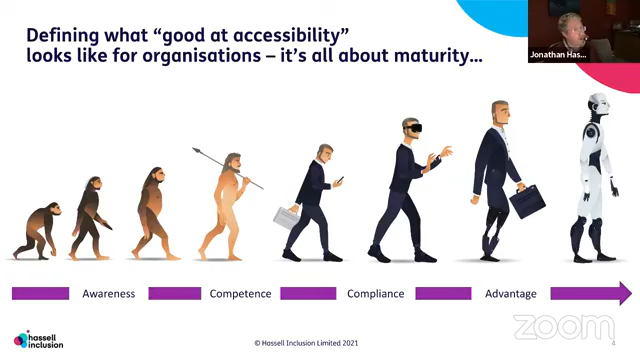 Defining what “good at accessibility”
looks like for organisations – it’s all about maturity…
Jonathan Has...
Awareness
Competence
Compliance
Advantage
hassell
inclusion
© Hassell Inclusion Limited 2021
4
zoom